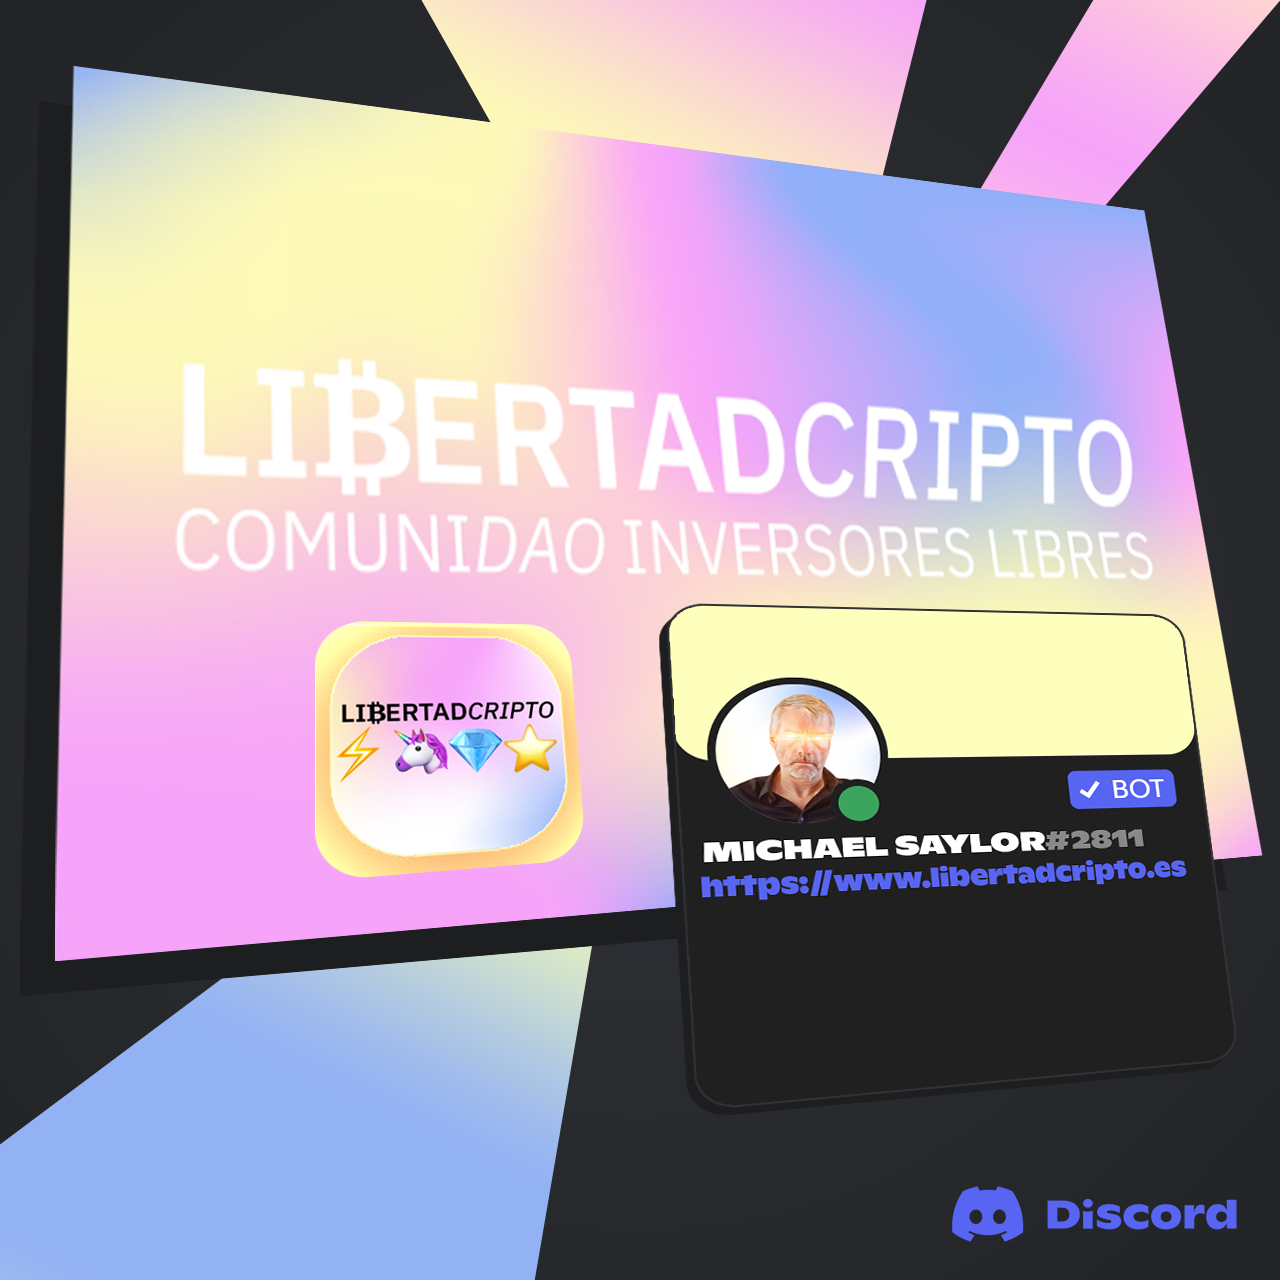 LI₿ERTADCRIPTO
COMUNIDAO INVERSORES LIBRES
LI₿ERTADCRIPTO
BOT
MICHAEL SAYLOR#2811
https://www.libertadcripto.es
Discord